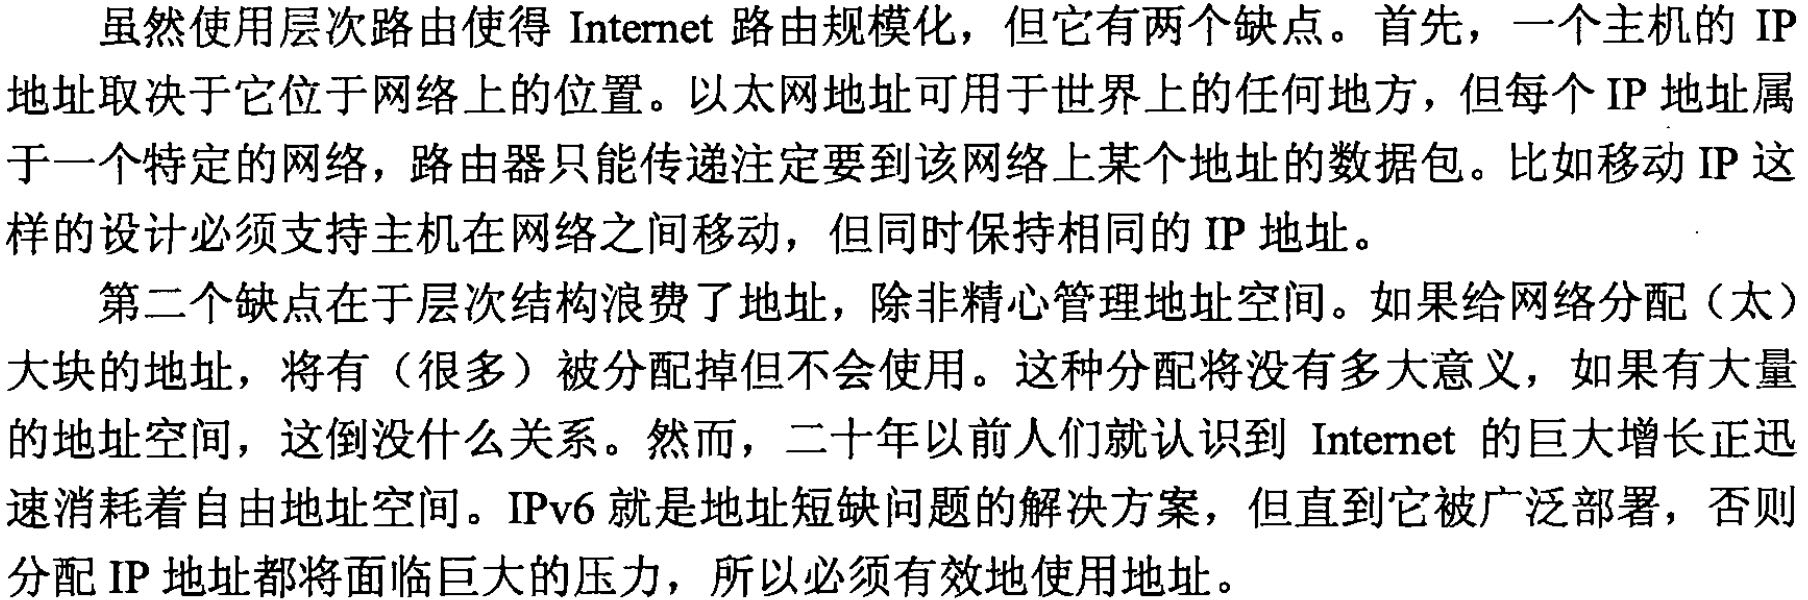 虽然使用层次路由使得 Internet 路由规模化，但它有两个缺点。首先，一个主机的 IP
地址取决于它位于网络上的位置。以太网地址可用于世界上的任何地方，但每个 IP 地址属
于一个特定的网络，路由器只能传递注定要到该网络上某个地址的数据包。比如移动 IP 这
样的设计必须支持主机在网络之间移动，但同时保持相同的 IP 地址。
第二个缺点在于层次结构浪费了地址，除非精心管理地址空间。如果给网络分配（太）
大块的地址，将有（很多）被分配掉但不会使用。这种分配将没有多大意义，如果有大量
的地址空间，这倒没什么关系。然而，二十年以前人们就认识到 Internet 的巨大增长正迅
速消耗着自由地址空间。IPv6 就是地址短缺问题的解决方案，但直到它被广泛部署，否则
分配 IP 地址都将面临巨大的压力，所以必须有效地使用地址。